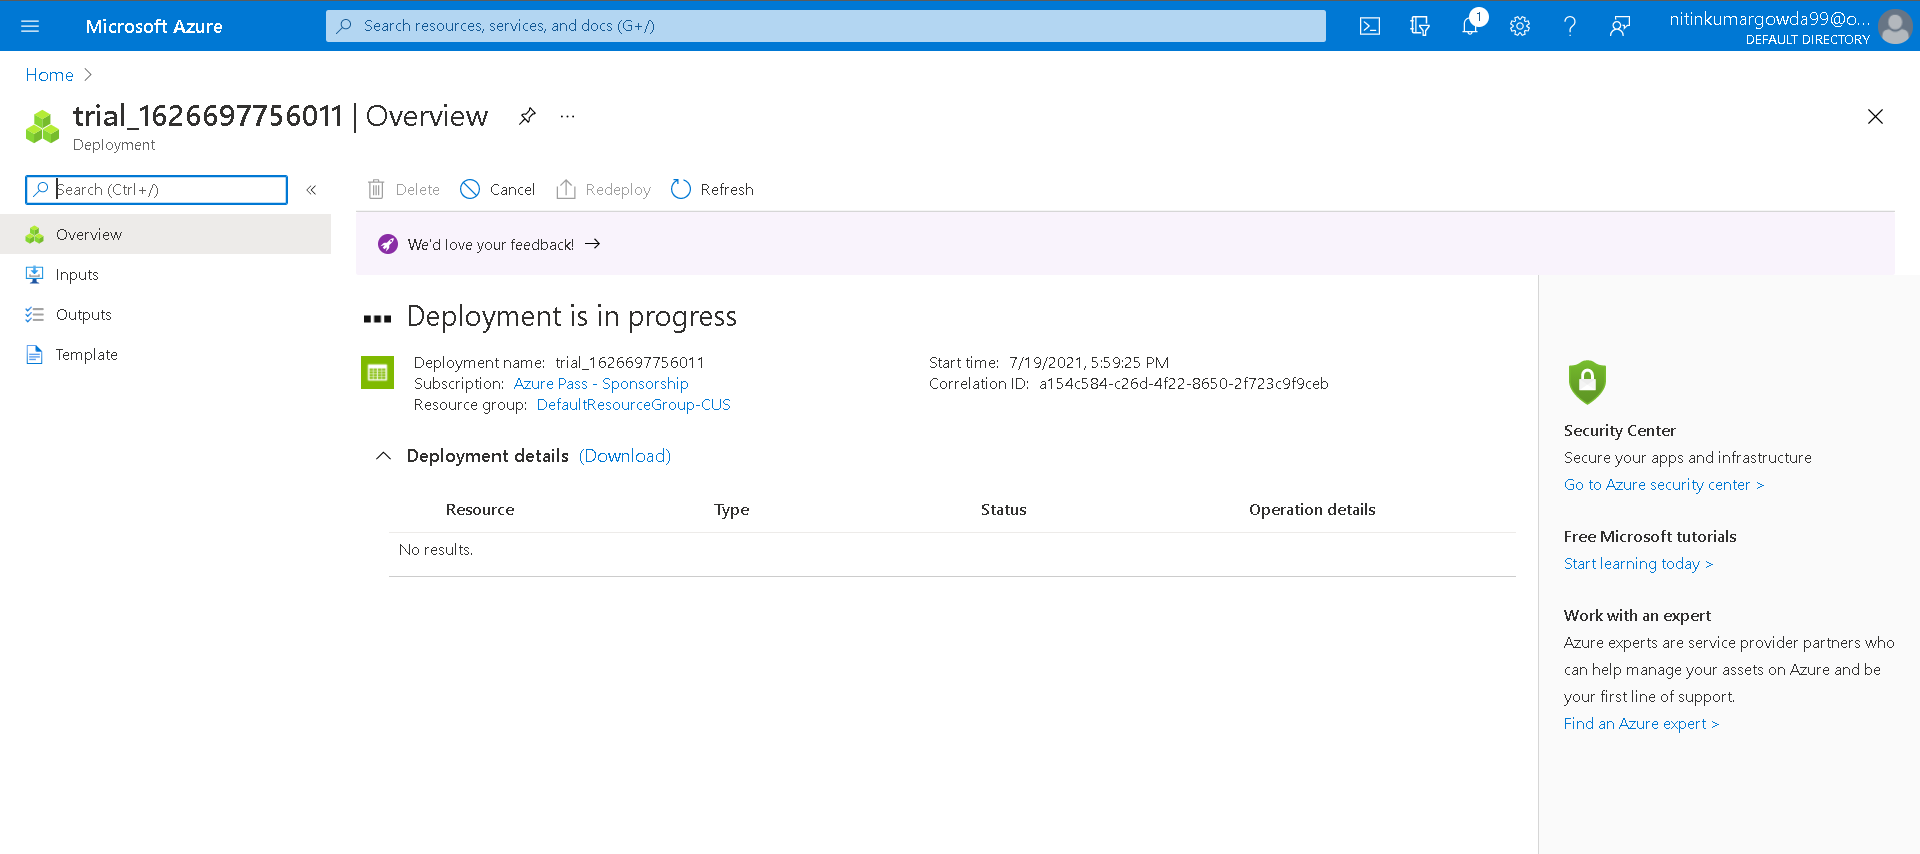 Microsoft Azure
Search resources, services, and docs (G+/)
1
nitinkumargowda99@o...
DEFAULT DIRECTORY
Home
trial_1626697756011 | Overview
...
Deployment
Search (Ctrl+/)
«
Delete
Cancel
Redeploy
Refresh
Overview
Inputs
Outputs
Template
We'd love your feedback! →
Deployment is in progress
Deployment name: trial_1626697756011
Subscription: Azure Pass - Sponsorship
Resource group: DefaultResourceGroup-CUS
Start time: 7/19/2021, 5:59:25 PM
Correlation ID: a154c584-c26d-4f22-8650-2f723c9f9ceb
Deployment details (Download)
Resource Type Status Operation details
No results.
Security Center
Secure your apps and infrastructure
Go to Azure security center >
Free Microsoft tutorials
Start learning today >
Work with an expert
Azure experts are service provider partners who
can help manage your assets on Azure and be
your first line of support.
Find an Azure expert >